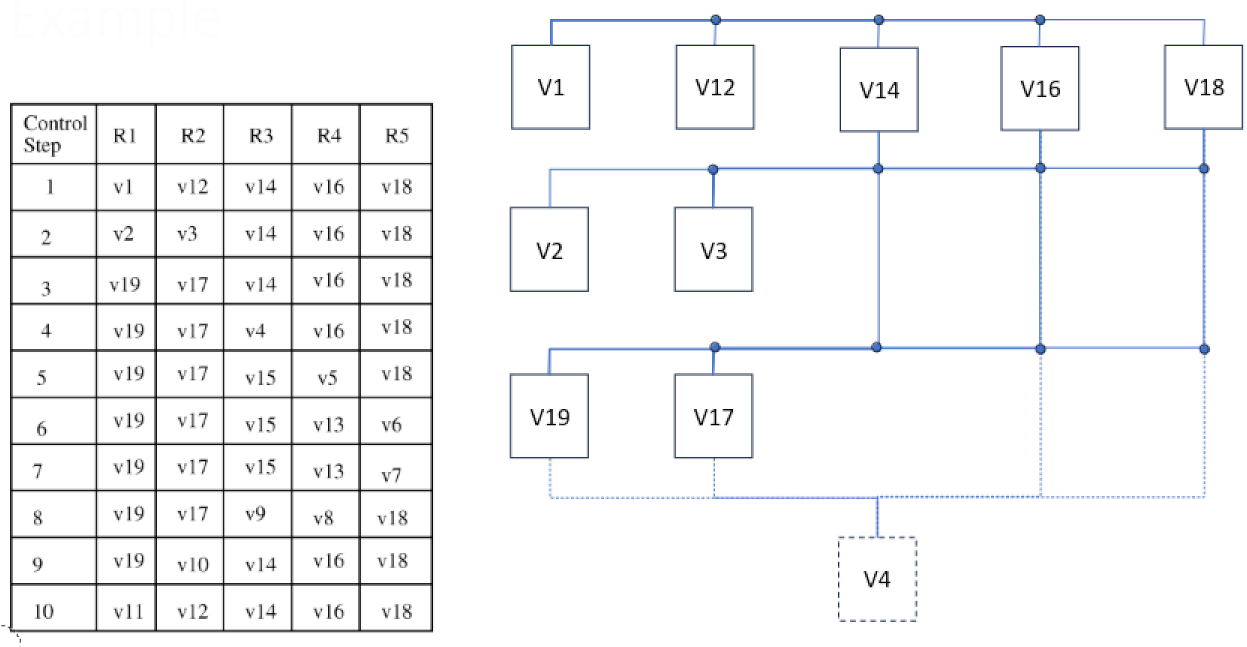 Example
Control Step R1 R2 R3 R4 R5
1 v1 v12 v14 v16 v18
2 v2 v3 v14 v16 v18
3 v19 v17 v14 v16 v18
4 v19 v17 v4 v16 v18
5 v19 v17 v15 v5 v18
6 v19 v17 v15 v13 v6
7 v19 v17 v15 v13 v7
8 v19 v17 v9 v8 v18
9 v19 v10 v14 v16 v18
10 v11 v12 v14 v16 v18
V1 V12 V14 V16 V18
V2 V3
V19 V17
V4